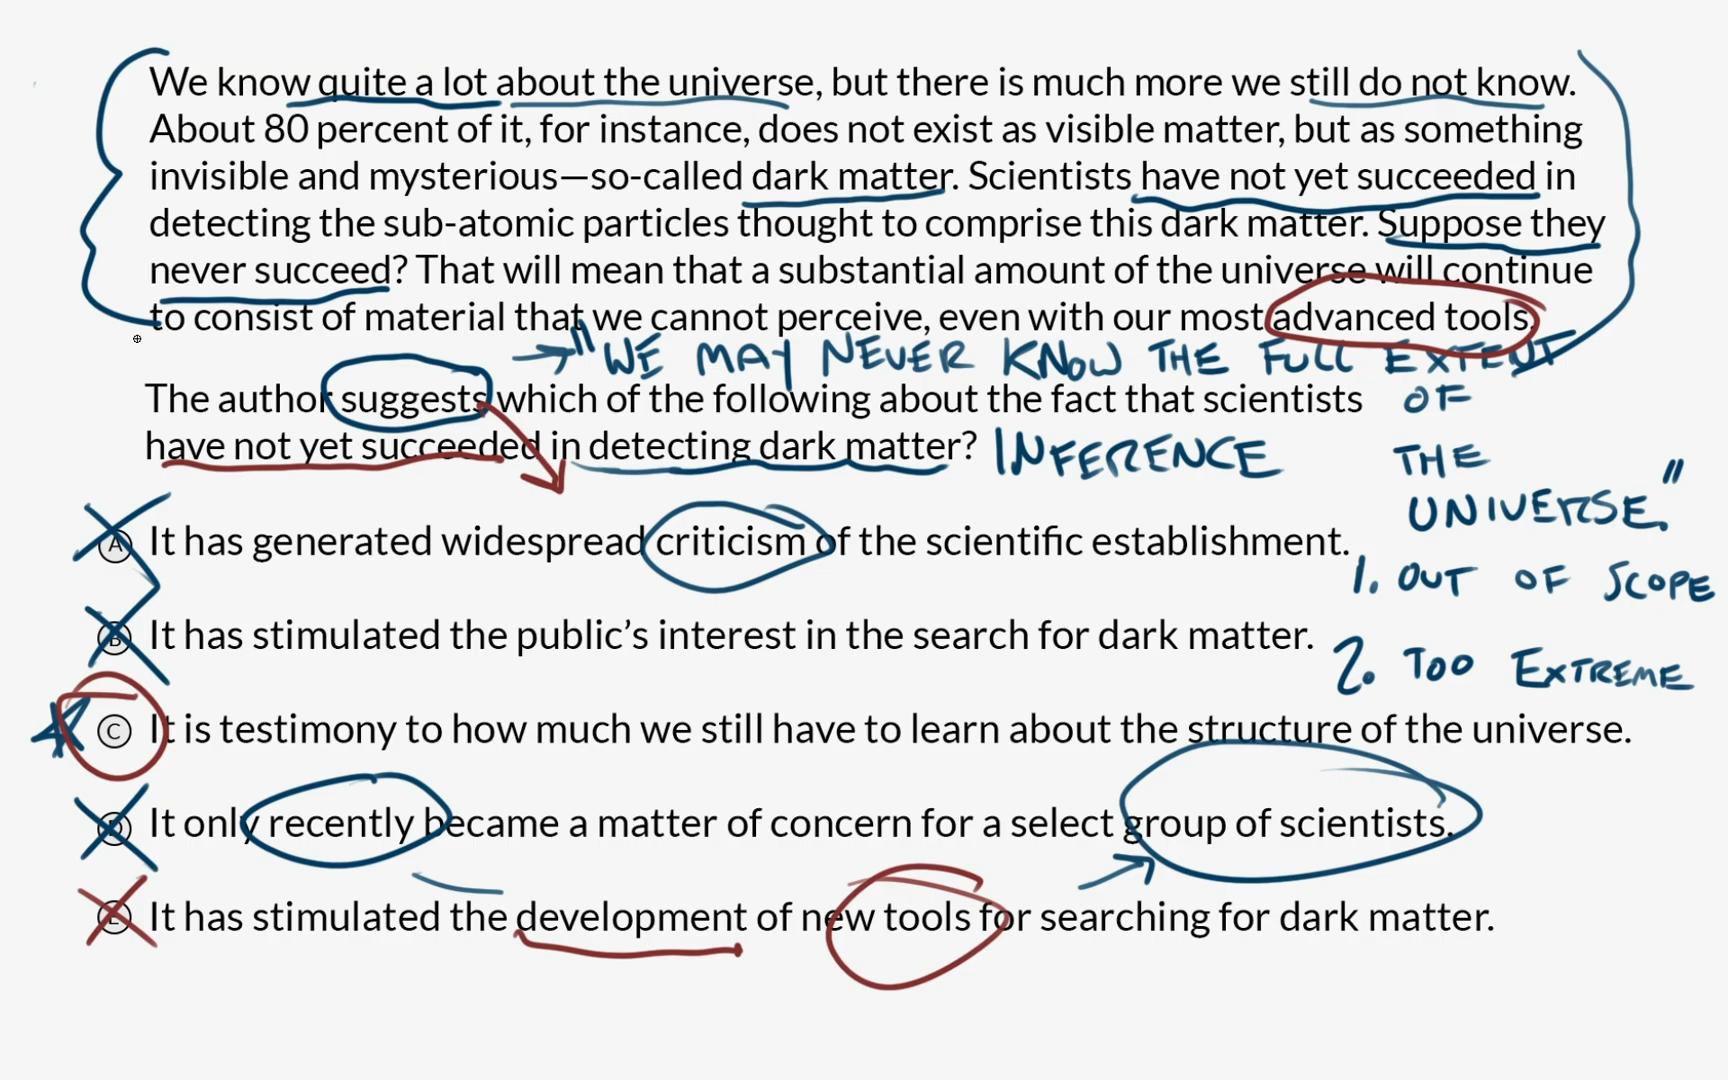 We know quite a lot about the universe, but there is much more we still do not know.
About 80 percent of it, for instance, does not exist as visible matter, but as something
invisible and mysterious—so-called dark matter. Scientists have not yet succeeded in
detecting the sub-atomic particles thought to comprise this dark matter. Suppose they
never succeed? That will mean that a substantial amount of the universe will continue
to consist of material that we cannot perceive, even with our most advanced tools.
"WE MAY NEVER KNOW THE FULL EXTENT
OF
THE
UNIVERSE."
The author suggests which of the following about the fact that scientists
have not yet succeeded in detecting dark matter?
INFERENCE
A It has generated widespread criticism of the scientific establishment.
1. OUT OF SCOPE
B It has stimulated the public's interest in the search for dark matter.
2. TOO EXTREME
C It is testimony to how much we still have to learn about the structure of the universe.
D It only recently became a matter of concern for a select group of scientists.
E It has stimulated the development of new tools for searching for dark matter.